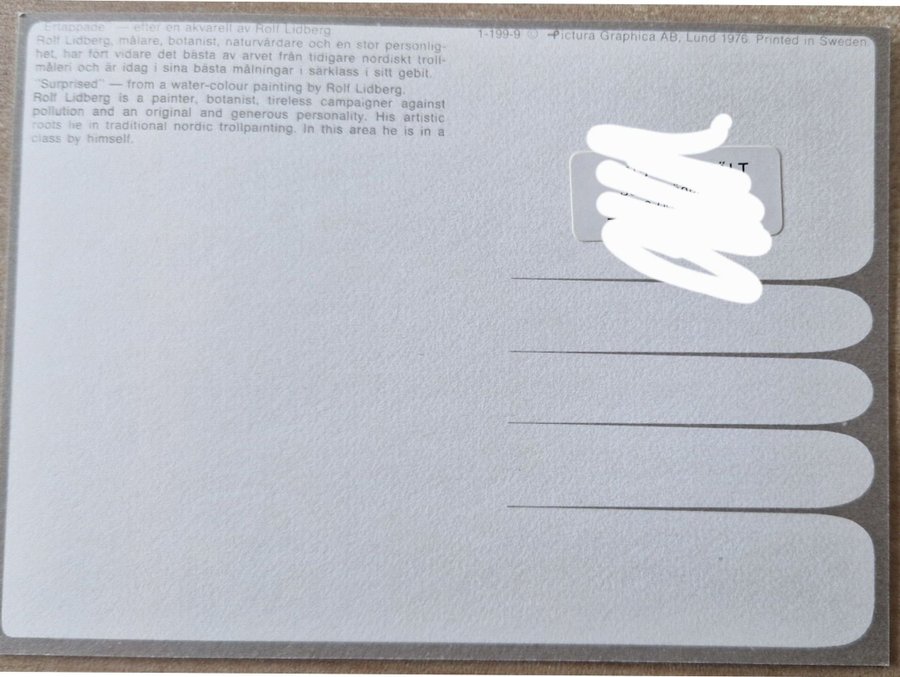 "Ertappade" — efter en akvarell av Rolf Lidberg.
Rolf Lidberg, målare, botanist, naturvårdare och en stor personlig-
het, har fört vidare det bästa av arvet från tidigare nordiskt troll-
måleri och är idag i sina bästa målningar i särklass i sitt gebit.
"Surprised" — from a water-colour painting by Rolf Lidberg.
Rolf Lidberg is a painter, botanist, tireless campaigner against
pollution and an original and generous personality. His artistic
roots lie in traditional nordic trollpainting. In this area he is in a
class by himself.
1-199-9 © Pictura Graphica AB, Lund 1976. Printed in Sweden.